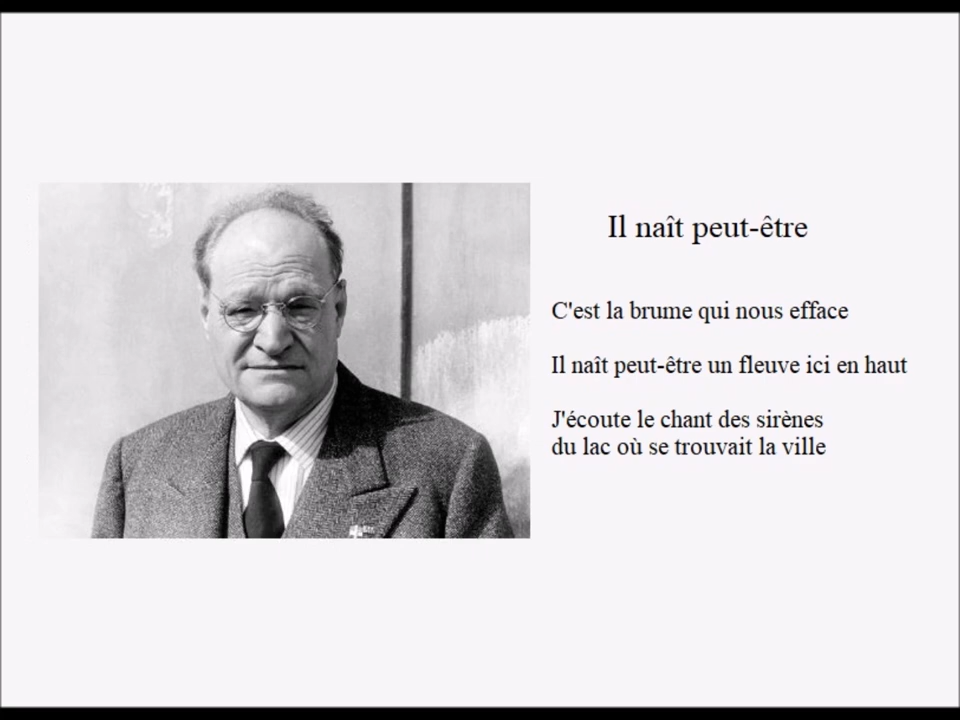 Il naît peut-être
C'est la brume qui nous efface
Il naît peut-être un fleuve ici en haut
J'écoute le chant des sirènes
du lac où se trouvait la ville